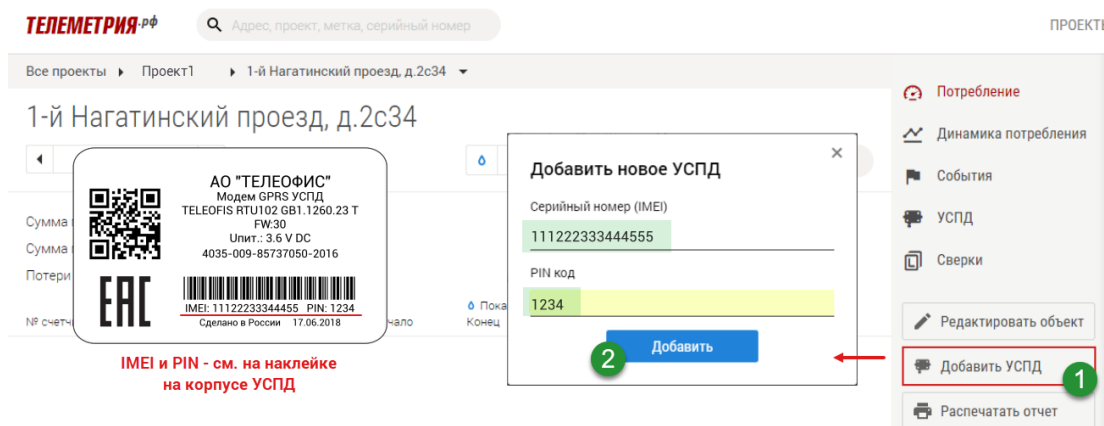 ТЕЛЕМЕТРИЯ.РФ
Адрес, проект, метка, серийный номер
ПРОЕКТЫ
Все проекты
Проект1
1-й Нагатинский проезд, д.2с34
1-й Нагатинский проезд, д.2с34
АО "ТЕЛЕОФИС"
Модем GPRS УСПД
TELEOFIS RTU102 GB1.1260.23 T
FW:30
Uпит.: 3.6 V DC
4035-009-85737050-2016
EAC
IMEI: 11122233344455 PIN: 1234
Сделано в России 17.06.2018
Сумма
Сумма
Потери
№ счетч
чало
Пока
Конец
IMEI и PIN - см. на наклейке
на корпусе УСПД
Добавить новое УСПД
Серийный номер (IMEI)
111222333444555
PIN код
1234
2
Добавить
Потребление
Динамика потребления
События
УСПД
Сверки
Редактировать объект
Добавить УСПД
1
Распечатать отчет